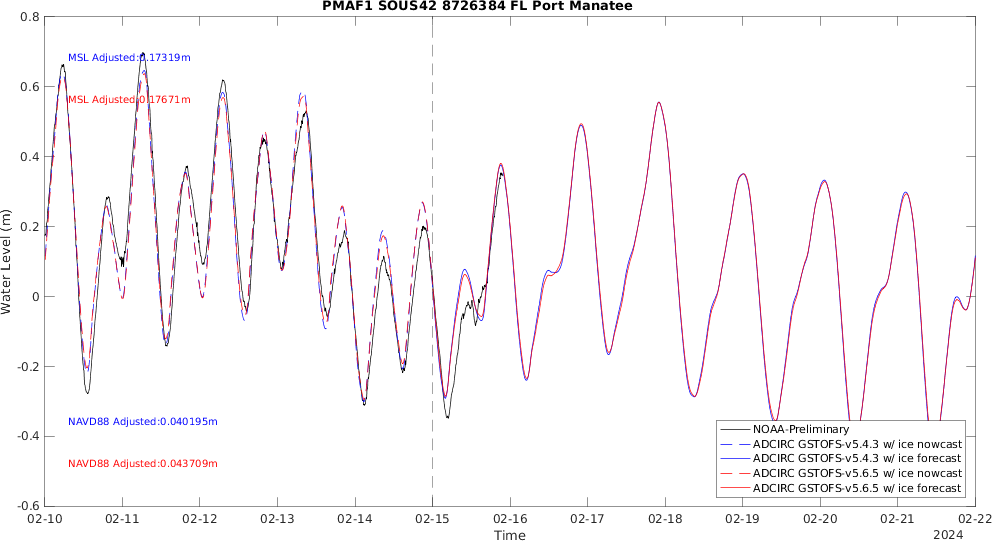 PMAF1 SOUS42 8726384 FL Port Manatee
0.8
0.6
0.4
0.2
0
-0.2
-0.4
-0.6
Water Level (m)
MSL Adjusted:0.17319m
MSL Adjusted:0.17671m
NAVD88 Adjusted:0.040195m
NAVD88 Adjusted:0.043709m
NOAA-Preliminary
ADCIRC GSTOFS-v5.4.3 w/ ice nowcast
ADCIRC GSTOFS-v5.4.3 w/ ice forecast
ADCIRC GSTOFS-v5.6.5 w/ ice nowcast
ADCIRC GSTOFS-v5.6.5 w/ ice forecast
02-10 02-11 02-12 02-13 02-14 02-15 02-16 02-17 02-18 02-19 02-20 02-21 02-22
Time
2024